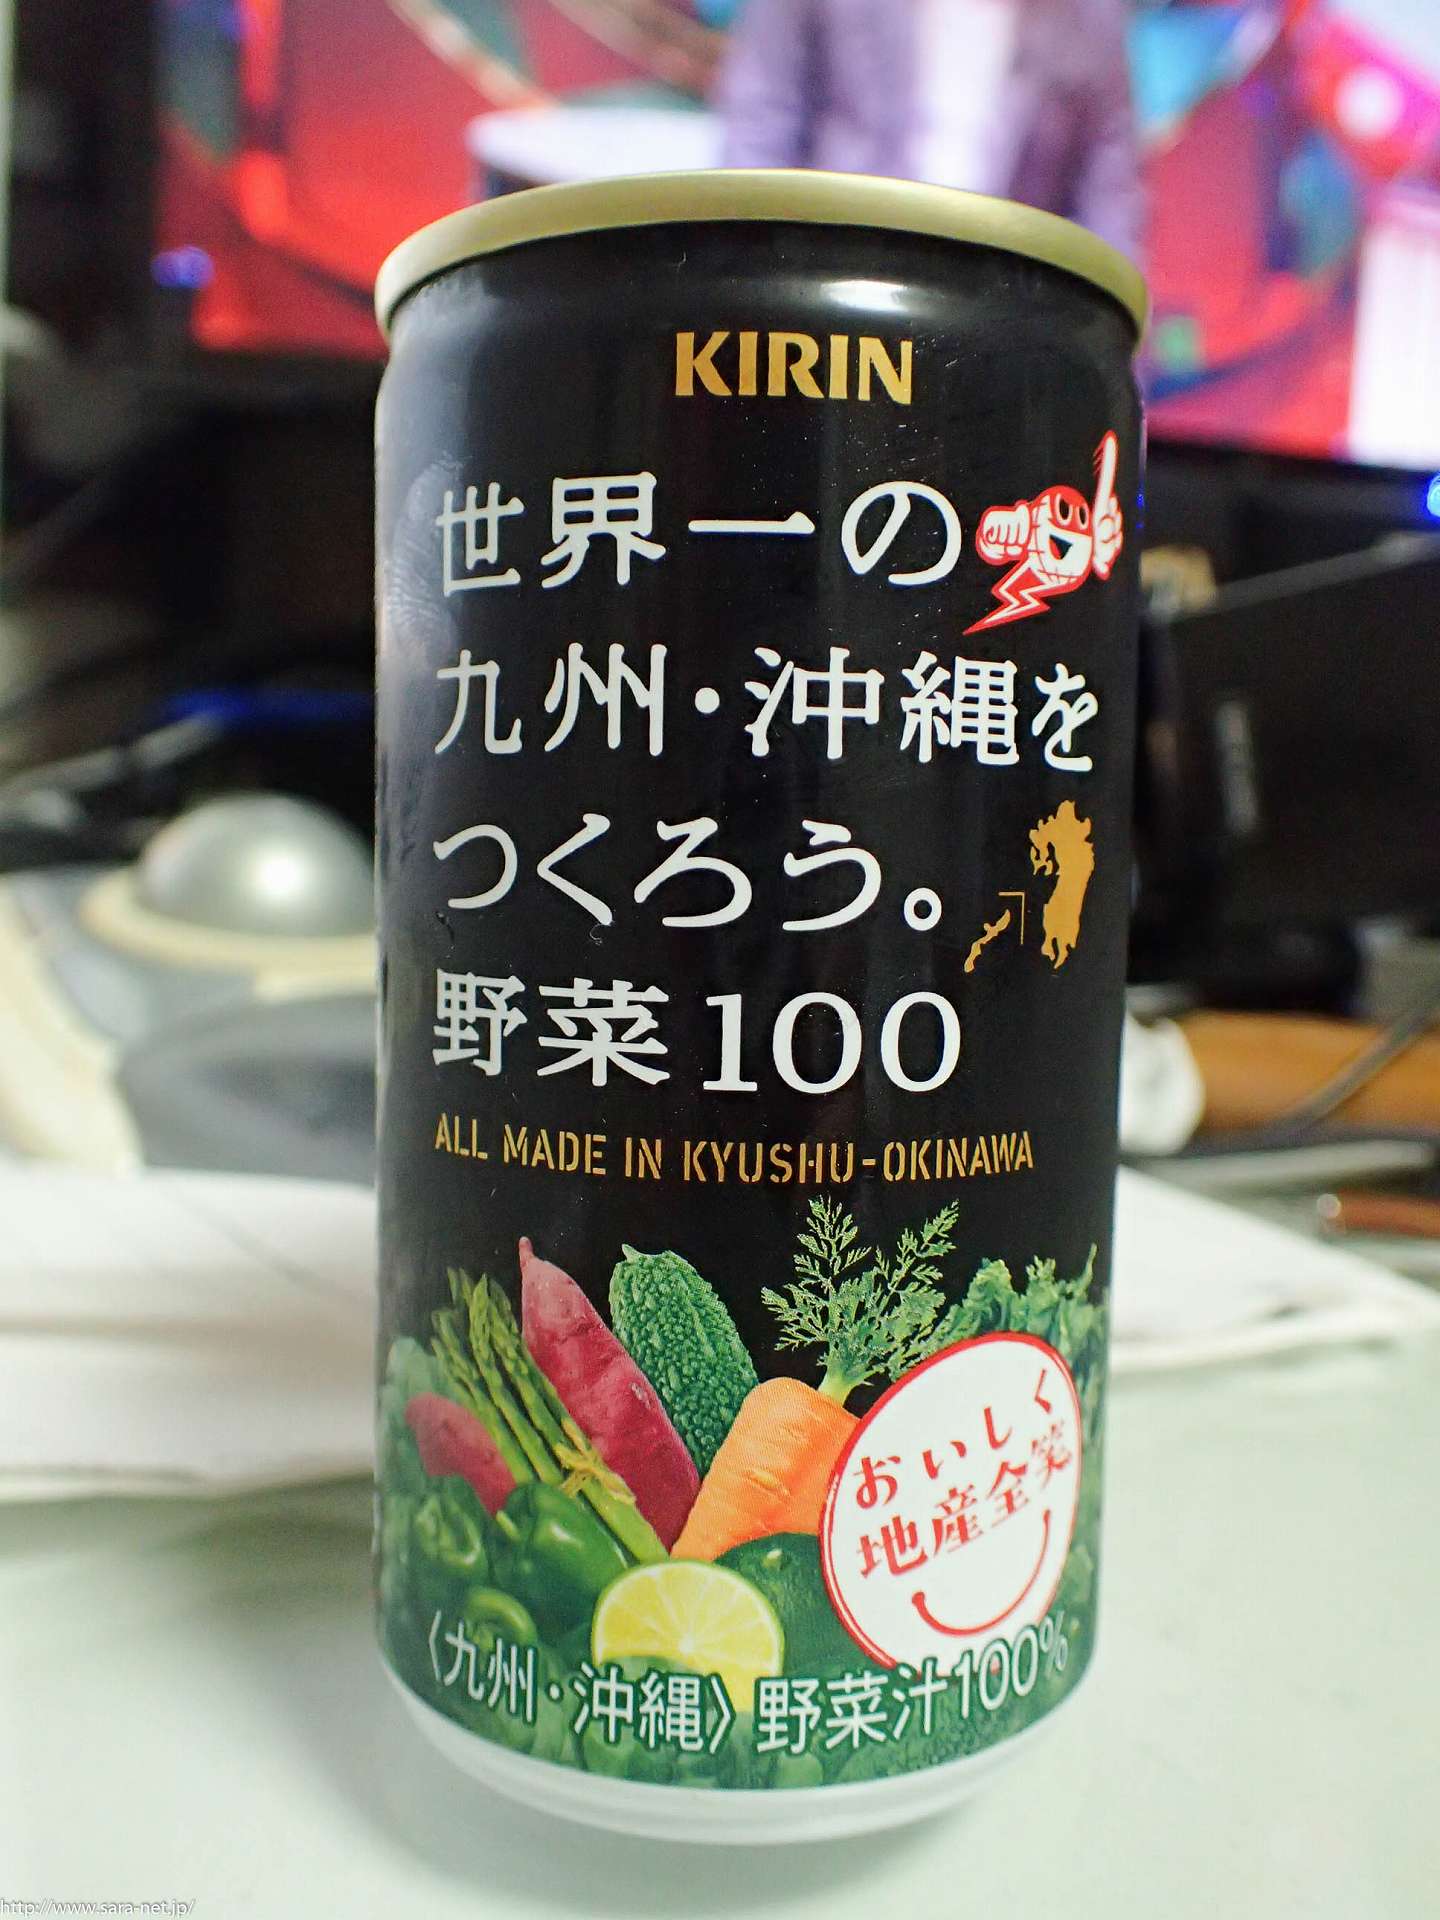 KIRIN
世界一の
九州・沖縄を
つくろう。
野菜100
ALL MADE IN KYUSHU-OKINAWA
おいしく
地産全笑
〈九州・沖縄〉野菜汁100%
http://www.sara-net.jp/